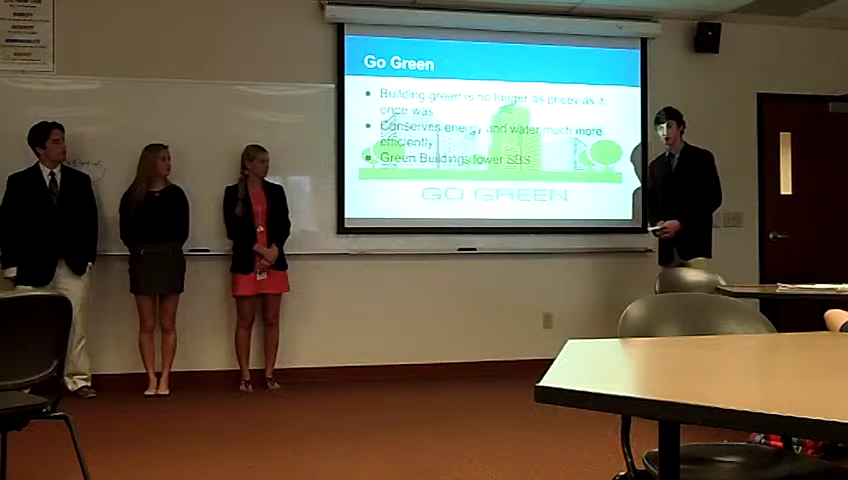 Go Green
• Building green is no longer as pricey as it
once was
• Conserves energy and water much more
efficiently
• Green Buildings lower SBS
GO GREEN